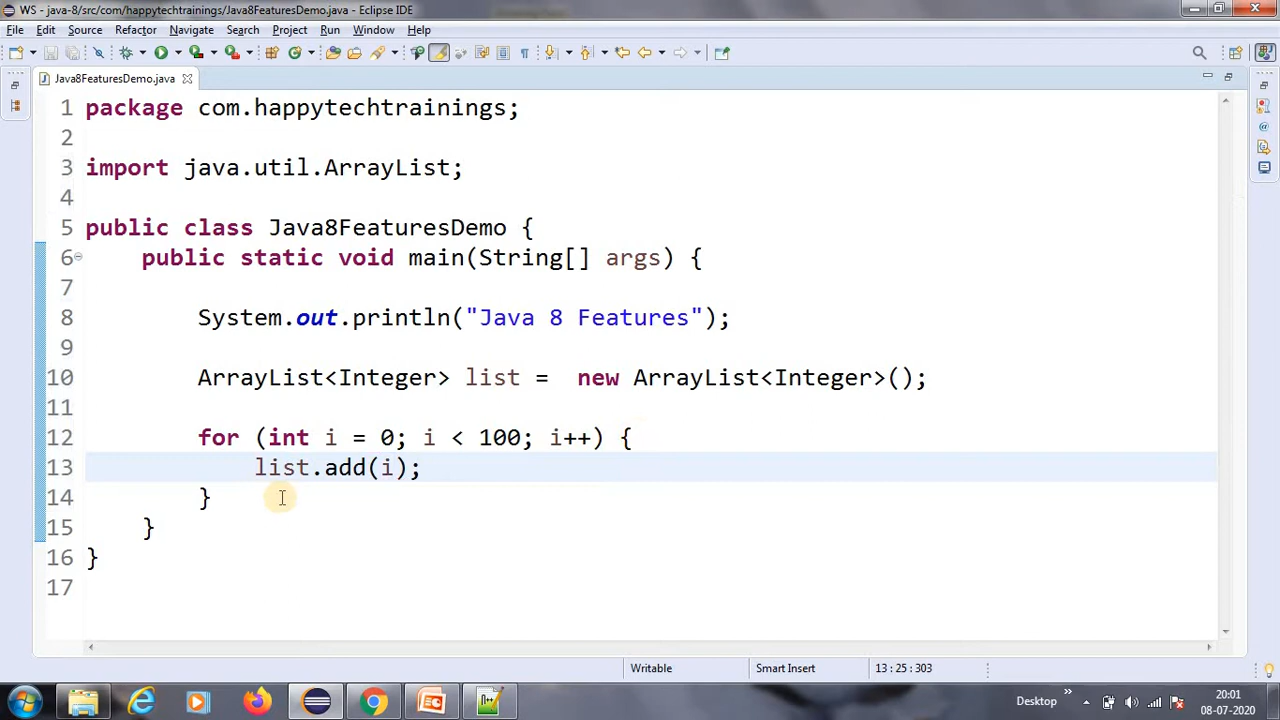 WS - java-8/src/com/happytechtrainings/Java8FeaturesDemo.java - Eclipse IDE
File Edit Source Refactor Navigate Search Project Run Window Help
Java8FeaturesDemo.java
1 package com.happytechtrainings;
2
3 import java.util.ArrayList;
4
5 public class Java8FeaturesDemo {
6 public static void main(String[] args) {
7
8 System.out.println("Java 8 Features");
9
10 ArrayList<Integer> list =  new ArrayList<Integer>();
11
12 for (int i = 0; i < 100; i++) {
13 list.add(i);
14 }
15 }
16 }
17
Writable Smart Insert 13 : 25 : 303
Desktop
20:01
08-07-2020